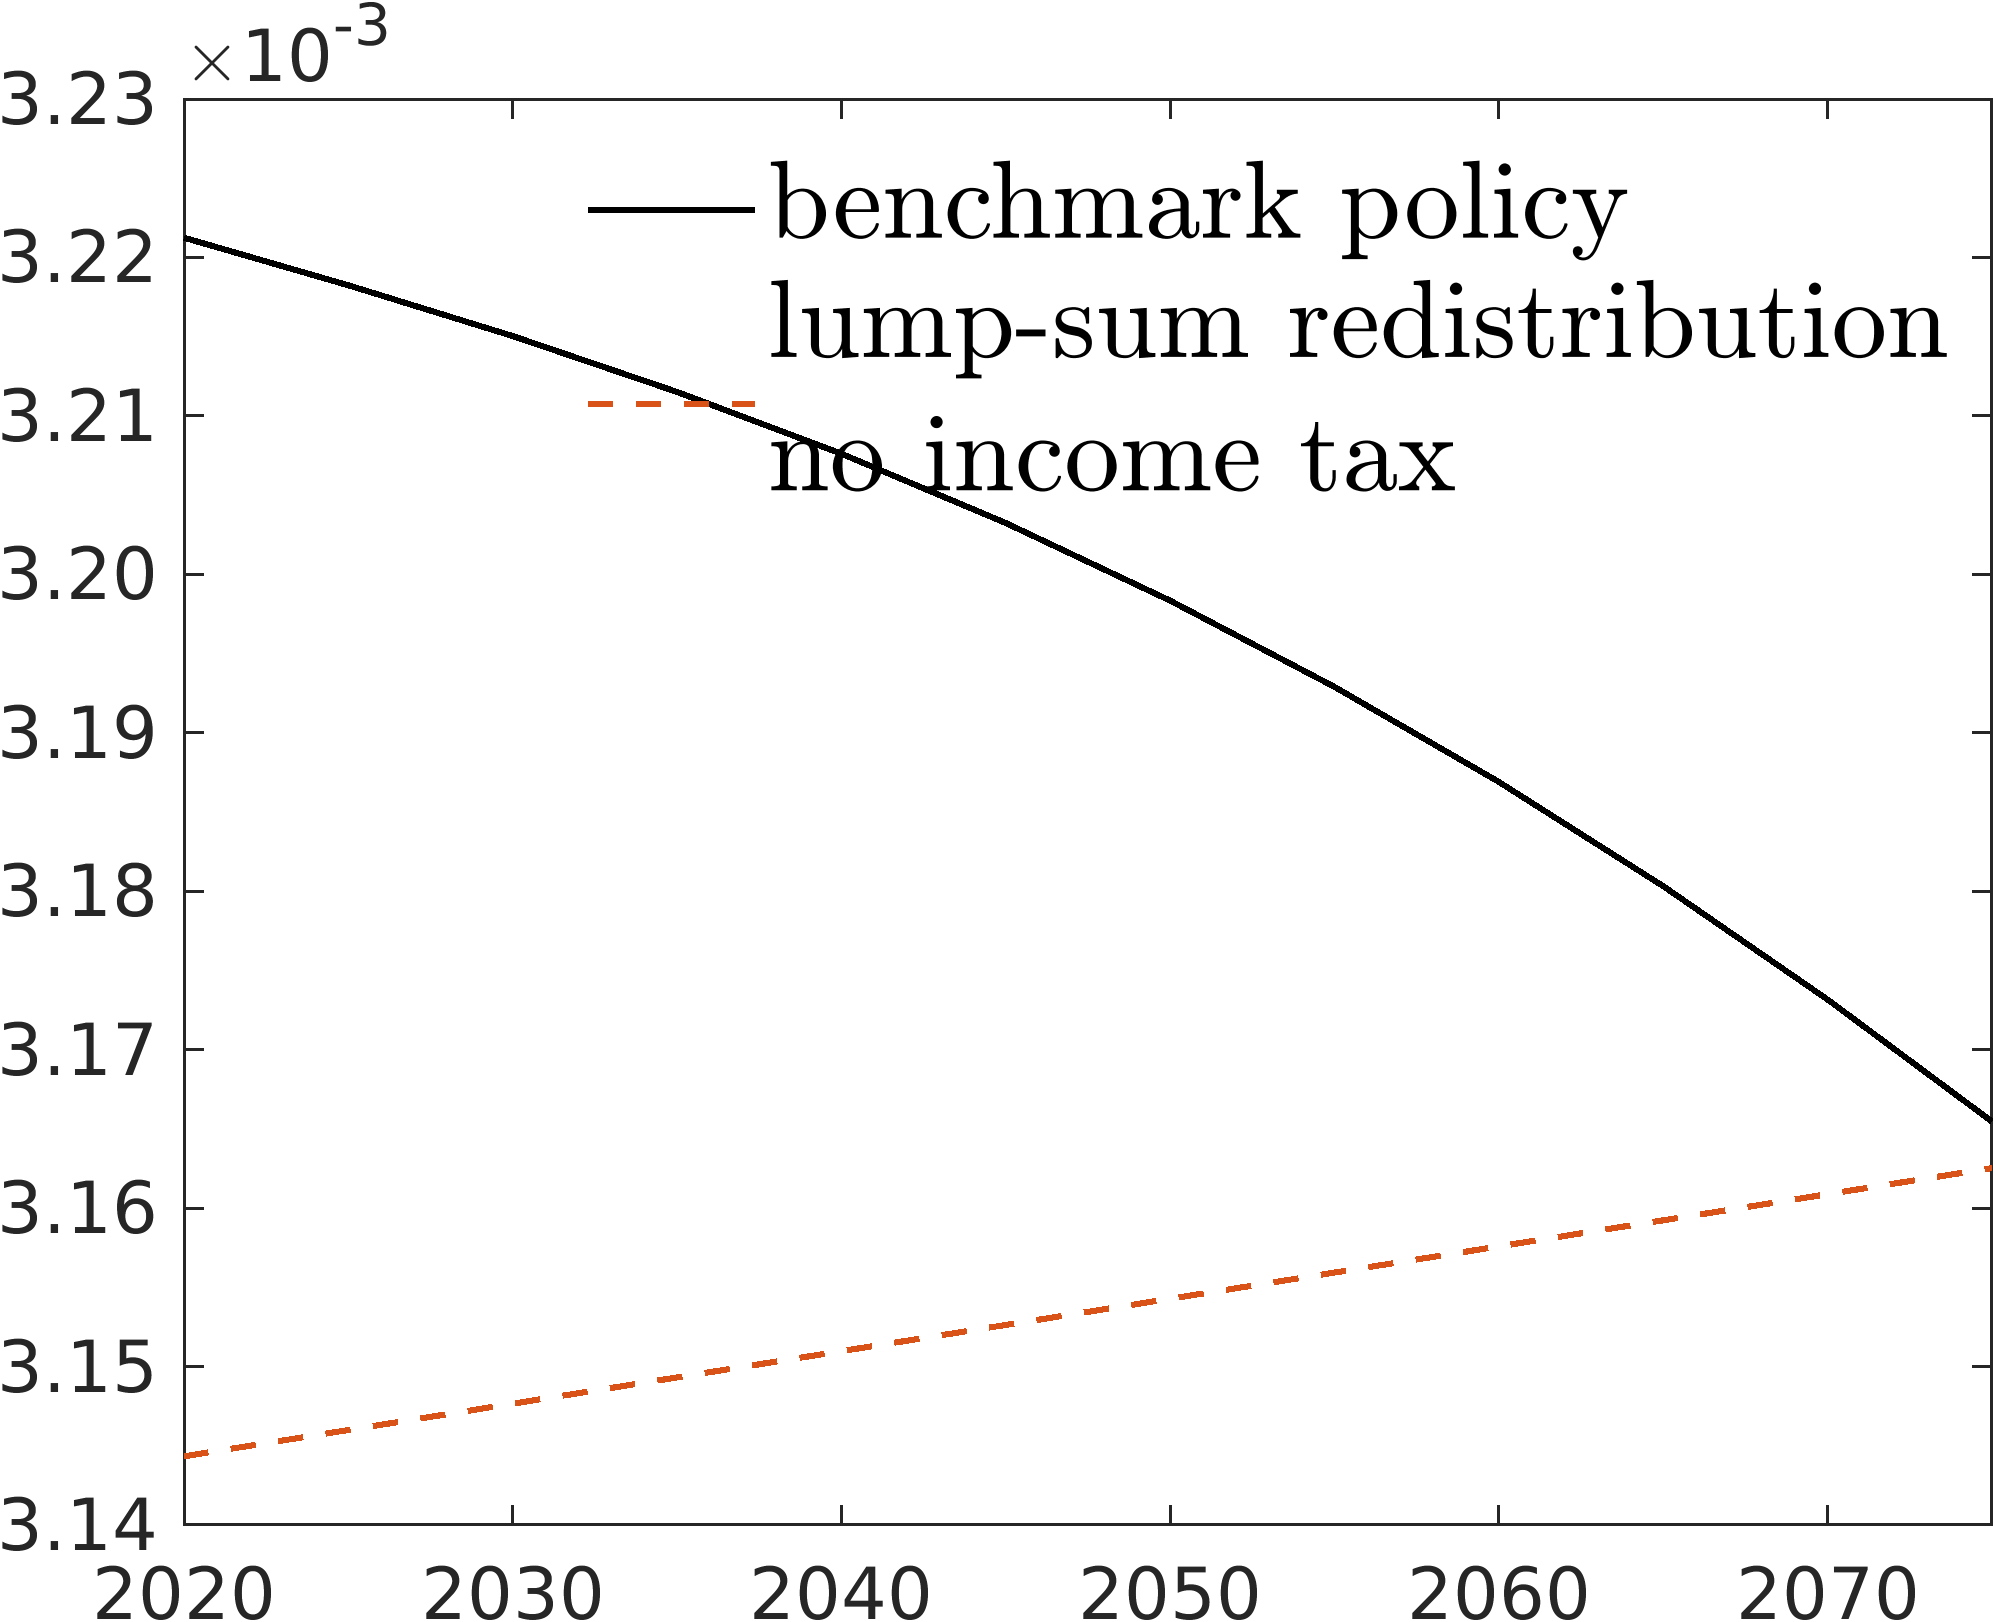 ×10-3
3.23
benchmark policy
3.22
lump-sum redistribution
3.21
no income tax
3.20
3.19
3.18
3.17
3.16
3.15
3.14
2020 2030 2040 2050 2060 2070